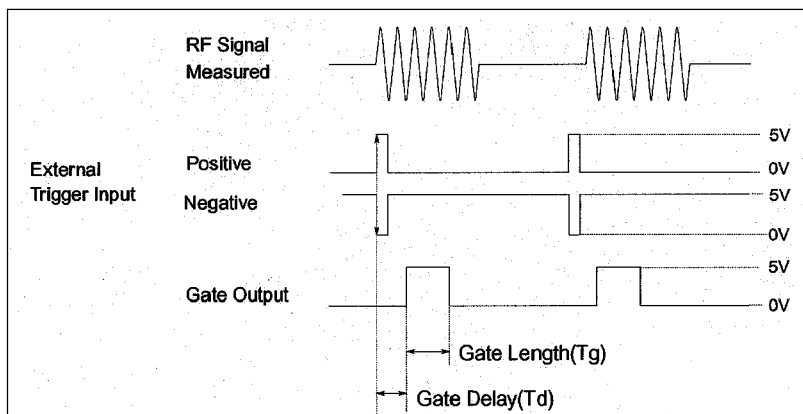 RF Signal
Measured
External
Trigger Input
Positive
Negative
5V
0V
5V
0V
Gate Output
5V
0V
Gate Length(Tg)
Gate Delay(Td)